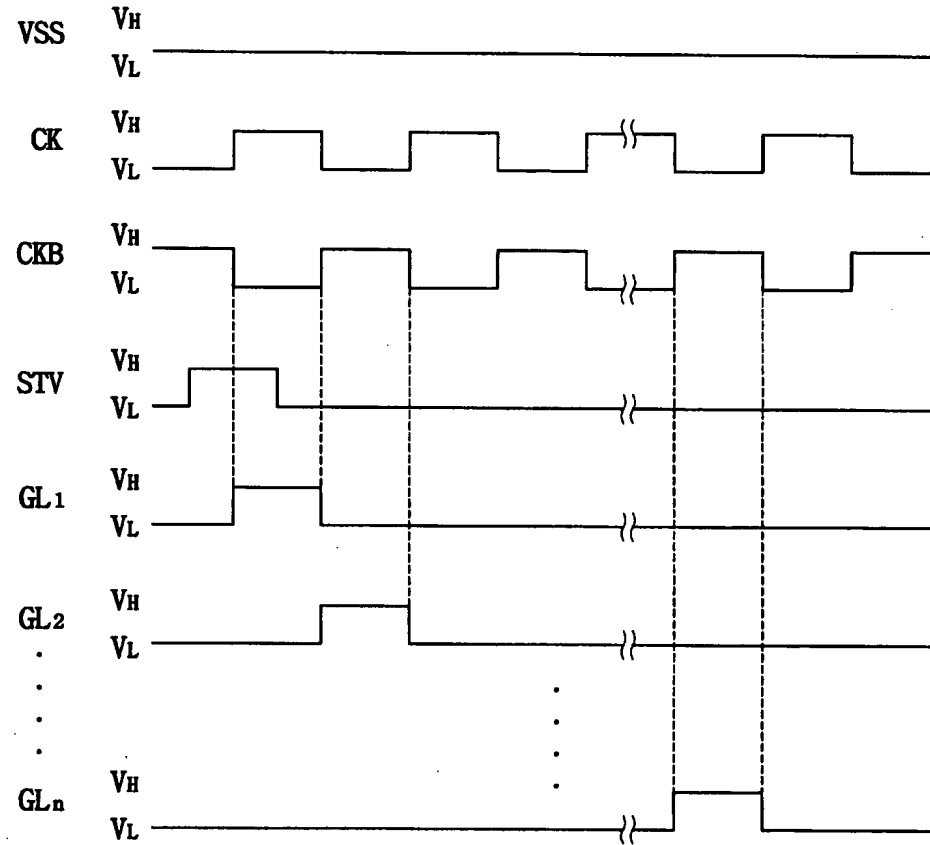 VSS VH
VL
CK VH
VL
CKB VH
VL
STV VH
VL
GL1 VH
VL
GL2 VH
VL
GLn VH
VL